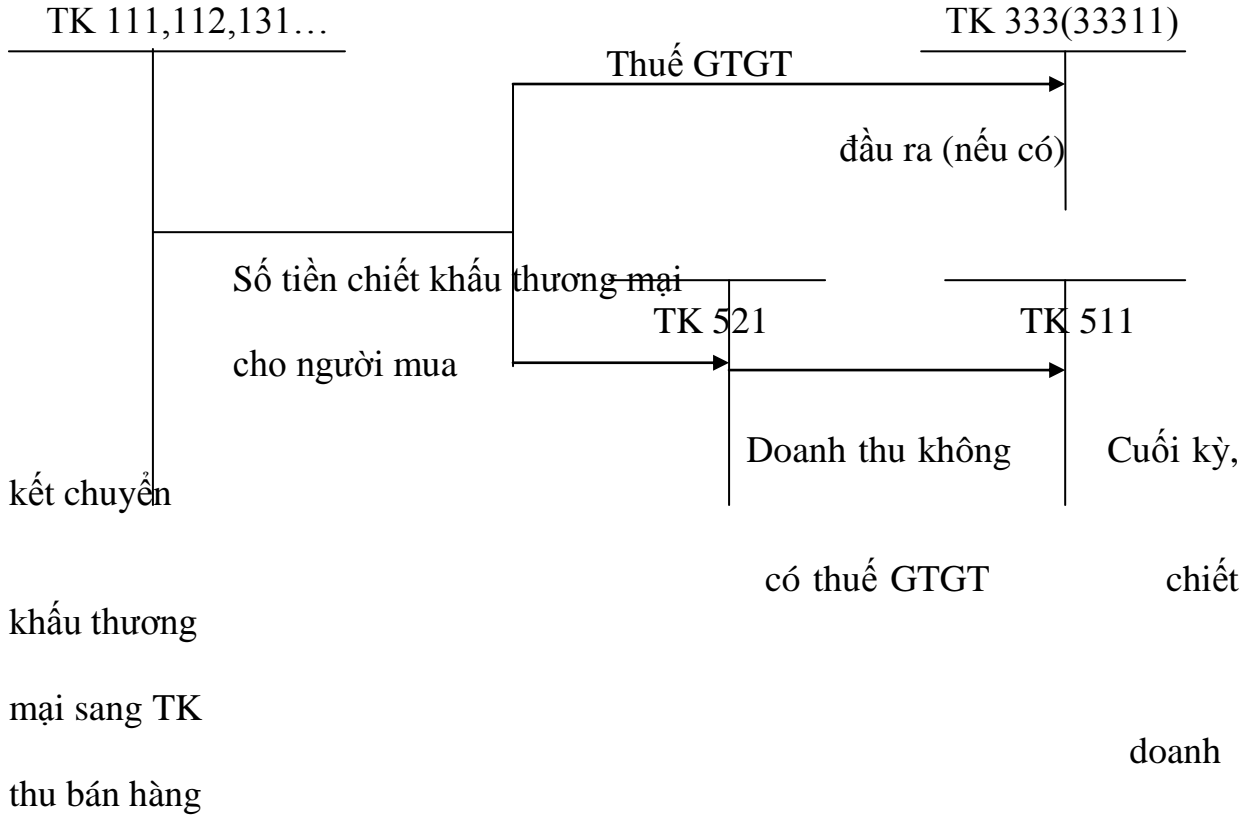 TK 111,112,131… TK 333(33311)
Thuế GTGT
đầu ra (nếu có)
Số tiền chiết khấu thương mại
TK 521 TK 511
cho người mua
Doanh thu không Cuối kỳ,
kết chuyển
có thuế GTGT chiết
khấu thương
mại sang TK
doanh
thu bán hàng